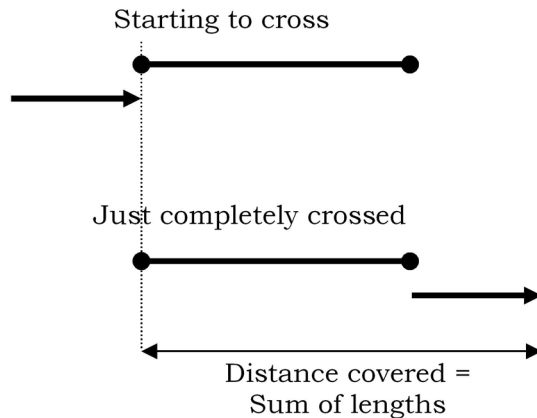 Starting to cross
Just completely crossed
Distance covered =
Sum of lengths